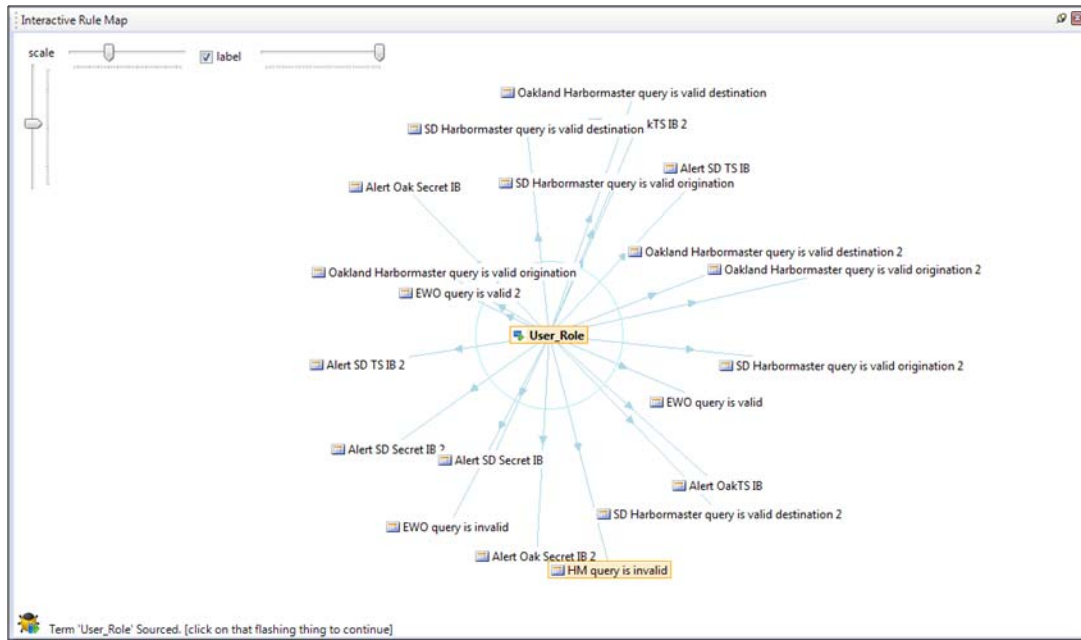 Interactive Rule Map
scale
label
Oakland Harbormaster query is valid destination
SD Harbormaster query is valid destination
kTS IB 2
Alert SD TS IB
Alert Oak Secret IB
SD Harbormaster query is valid origination
Oakland Harbormaster query is valid destination 2
Oakland Harbormaster query is valid origination
Oakland Harbormaster query is valid origination 2
EWO query is valid 2
User_Role
Alert SD TS IB 2
SD Harbormaster query is valid origination 2
EWO query is valid
Alert SD Secret IB 2
Alert SD Secret IB
Alert OakTS IB
SD Harbormaster query is valid destination 2
EWO query is invalid
Alert Oak Secret IB 2
HM query is invalid
Term 'User_Role' Sourced. [click on that flashing thing to continue]